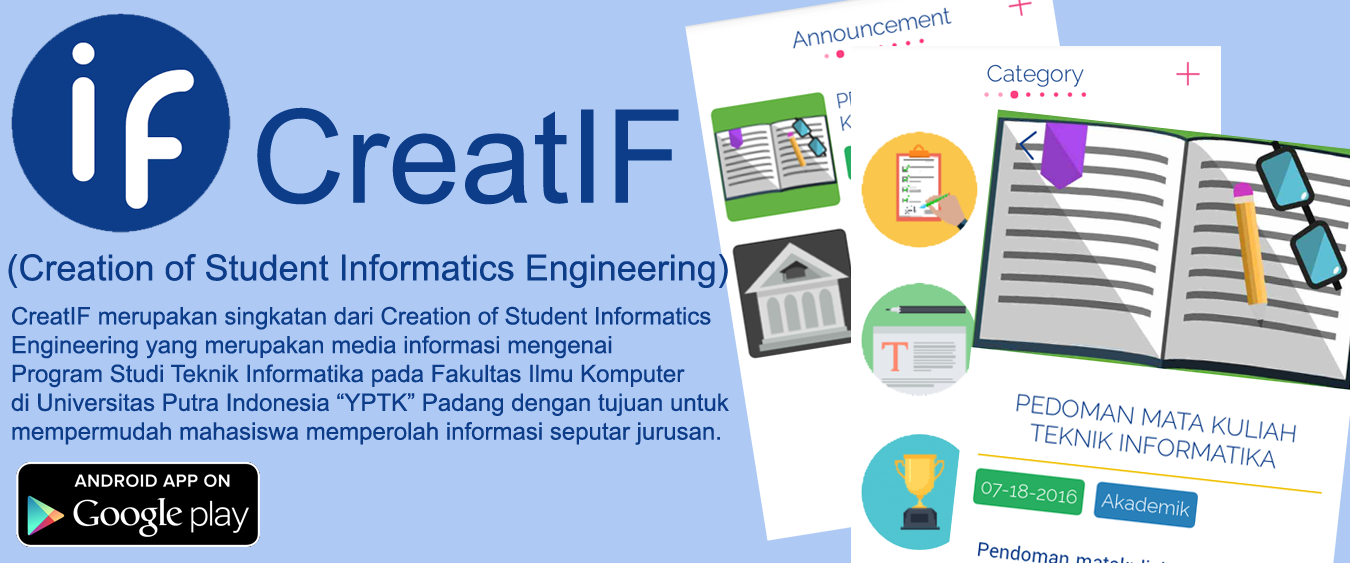 if
CreatIF
(Creation of Student Informatics Engineering)
CreatIF merupakan singkatan dari Creation of Student Informatics
Engineering yang merupakan media informasi mengenai
Program Studi Teknik Informatika pada Fakultas Ilmu Komputer
di Universitas Putra Indonesia “YPTK” Padang dengan tujuan untuk
mempermudah mahasiswa memperolah informasi seputar jurusan.
ANDROID APP ON
Google play
Announcement
Category
T
PEDOMAN MATA KULIAH
TEKNIK INFORMATIKA
07-18-2016
Akademik
Pendoman